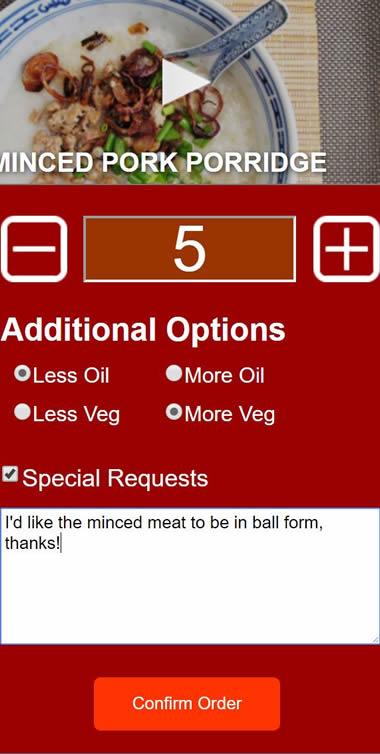 MINCED PORK PORRIDGE
5
Additional Options
Less Oil More Oil
Less Veg More Veg
Special Requests
I'd like the minced meat to be in ball form,
thanks!
Confirm Order